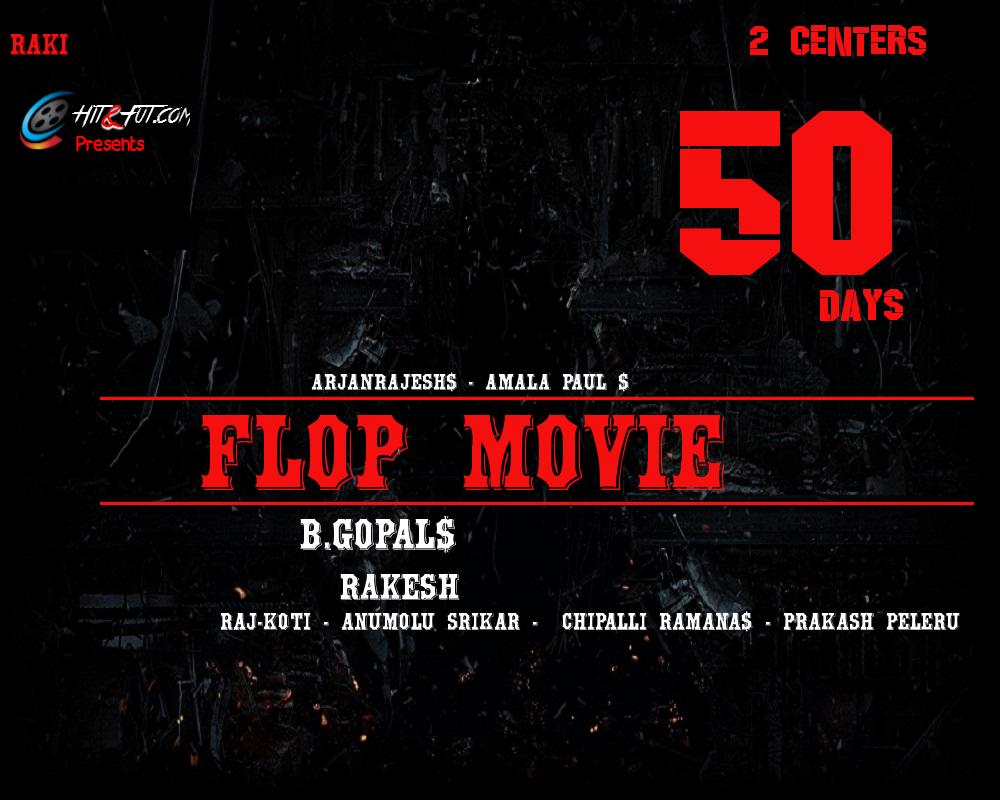 RAKI
2 CENTERS
HIT&FUT.COM
Presents
50
DAYS
ARJANRAJESH$ - AMALA PAUL $
FLOP MOVIE
B.GOPAL$
RAKESH
RAJ-KOTI - ANUMOLU SRIKAR - CHIPALLI RAMANA$ - PRAKASH PELERU